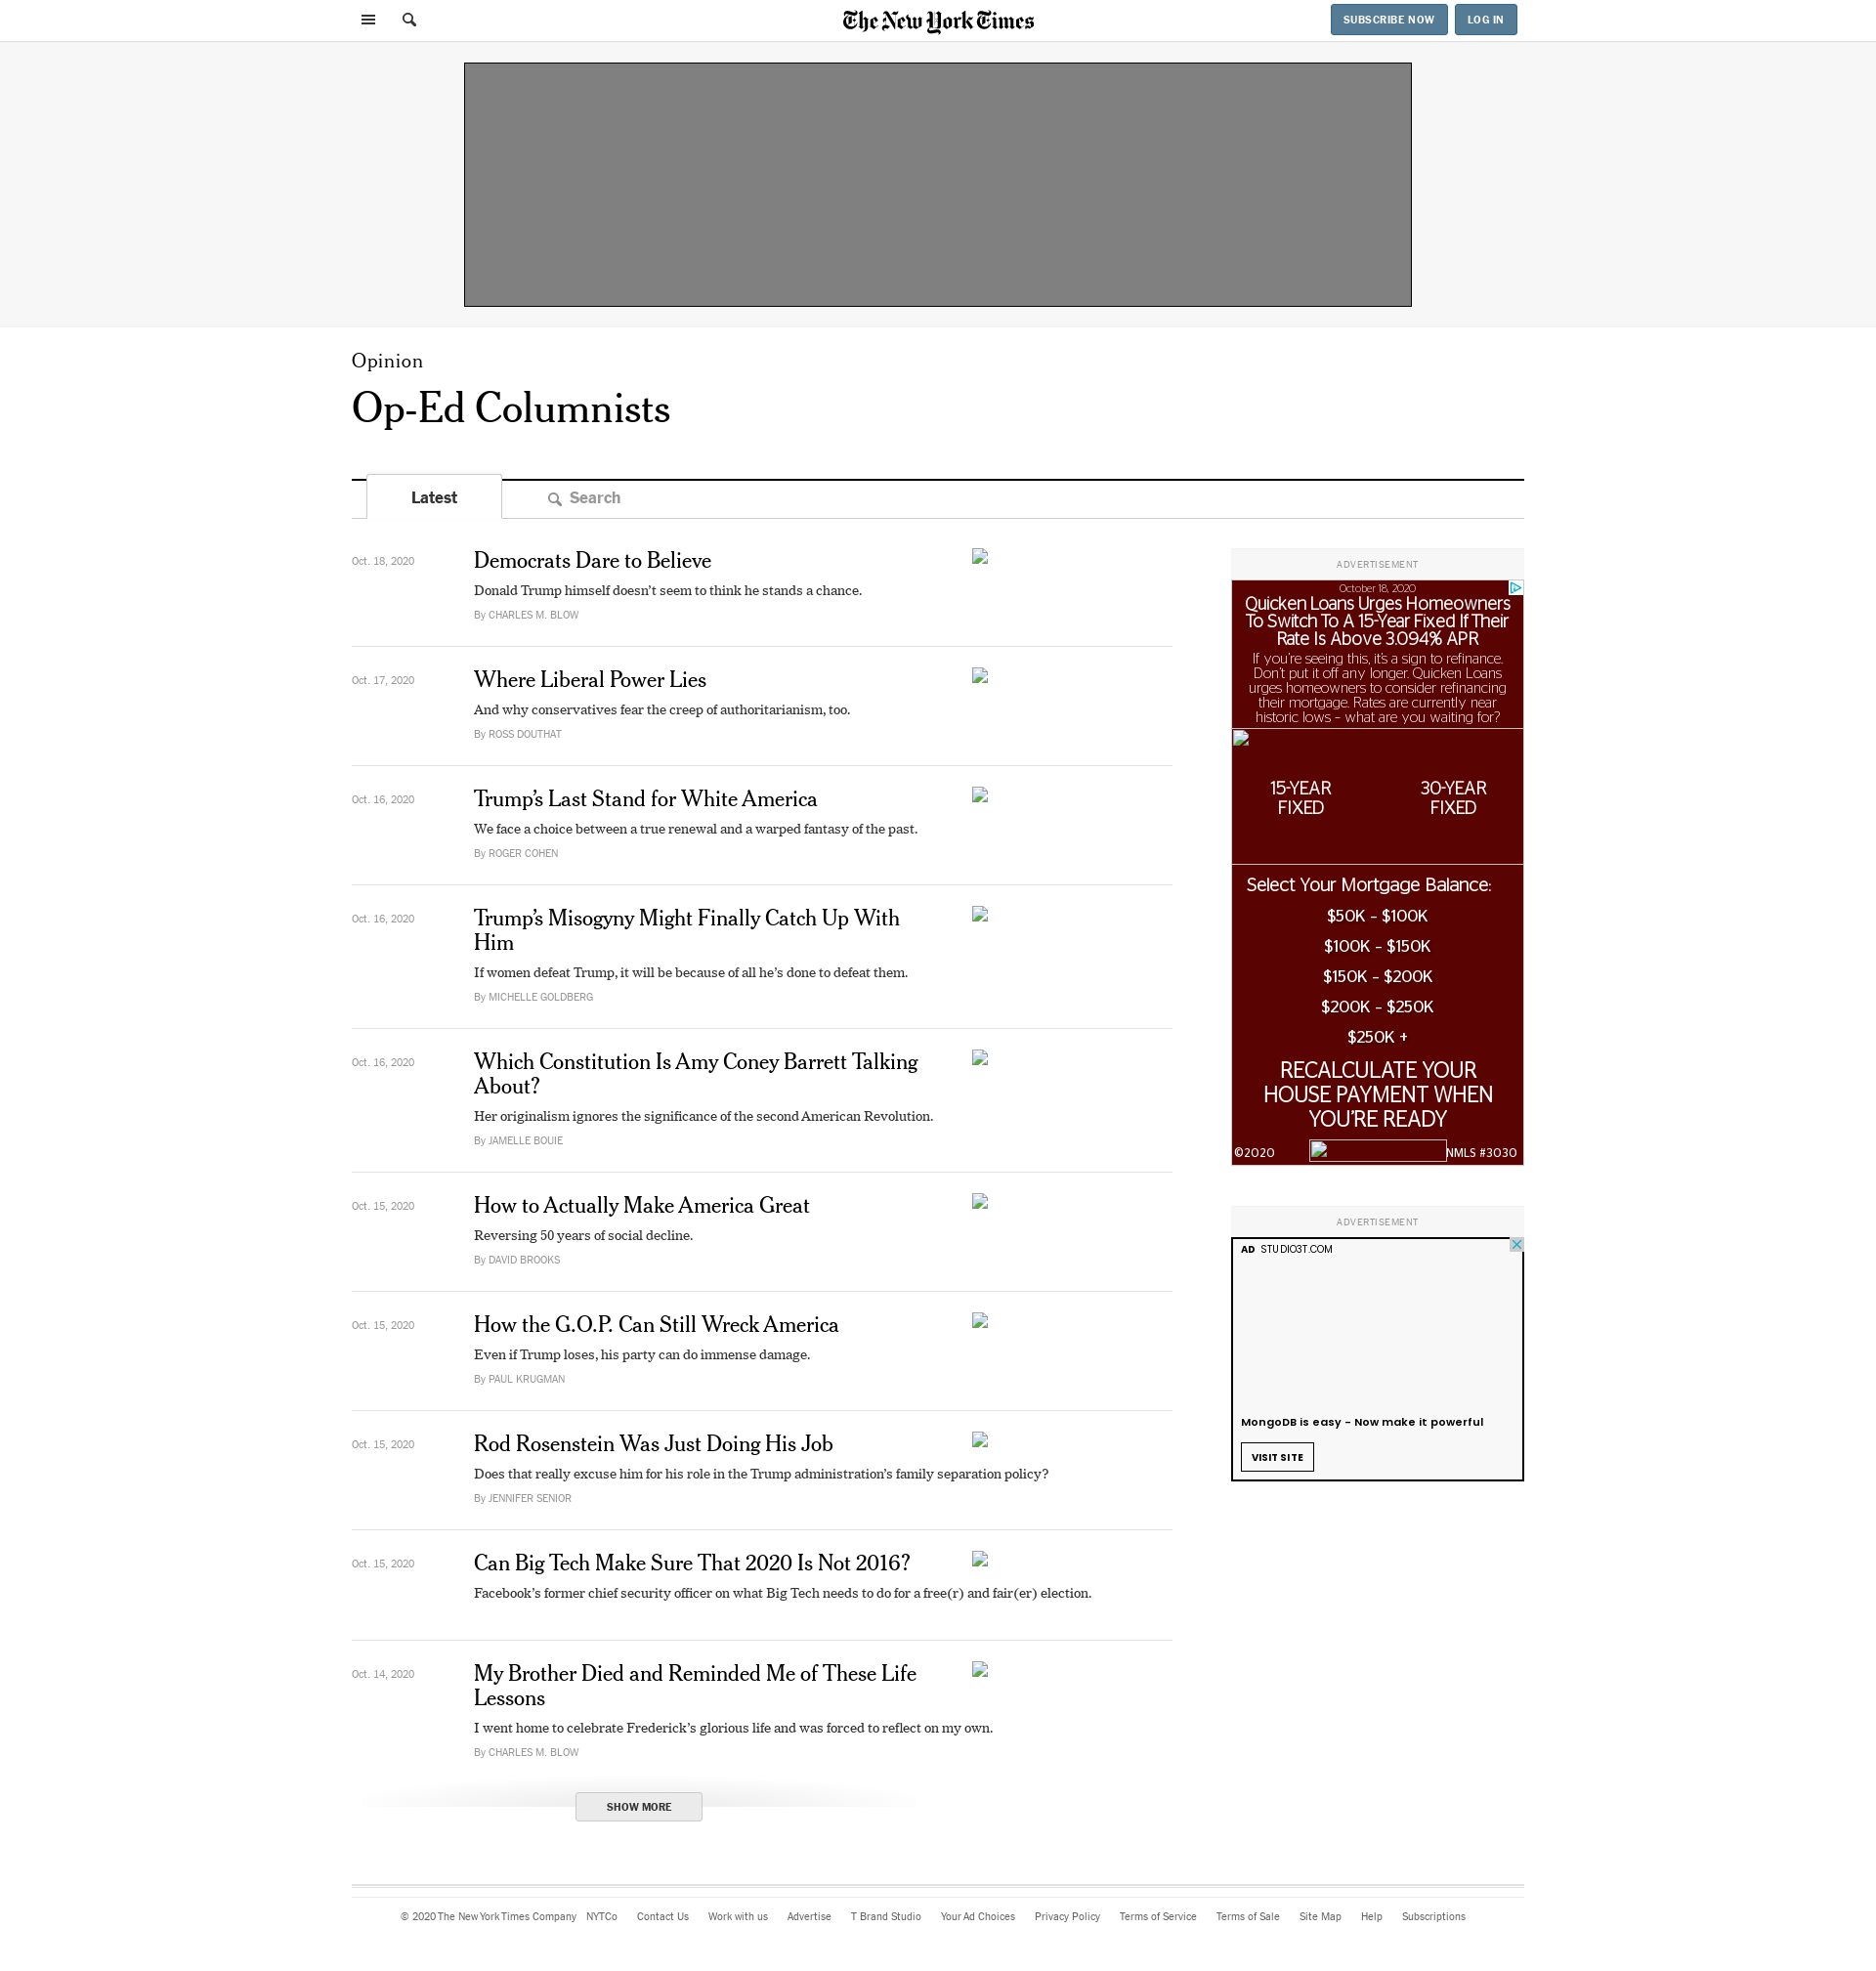 The New York Times
SUBSCRIBE NOW
LOG IN
Opinion
Op-Ed Columnists
Latest
Search
Oct. 18, 2020
Democrats Dare to Believe
Donald Trump himself doesn’t seem to think he stands a chance.
By CHARLES M. BLOW
Oct. 17, 2020
Where Liberal Power Lies
And why conservatives fear the creep of authoritarianism, too.
By ROSS DOUTHAT
Oct. 16, 2020
Trump’s Last Stand for White America
We face a choice between a true renewal and a warped fantasy of the past.
By ROGER COHEN
Oct. 16, 2020
Trump’s Misogyny Might Finally Catch Up With
Him
If women defeat Trump, it will be because of all he’s done to defeat them.
By MICHELLE GOLDBERG
Oct. 16, 2020
Which Constitution Is Amy Coney Barrett Talking
About?
Her originalism ignores the significance of the second American Revolution.
By JAMELLE BOUIE
Oct. 15, 2020
How to Actually Make America Great
Reversing 50 years of social decline.
By DAVID BROOKS
Oct. 15, 2020
How the G.O.P. Can Still Wreck America
Even if Trump loses, his party can do immense damage.
By PAUL KRUGMAN
Oct. 15, 2020
Rod Rosenstein Was Just Doing His Job
Does that really excuse him for his role in the Trump administration’s family separation policy?
By JENNIFER SENIOR
Oct. 15, 2020
Can Big Tech Make Sure That 2020 Is Not 2016?
Facebook’s former chief security officer on what Big Tech needs to do for a free(r) and fair(er) election.
Oct. 14, 2020
My Brother Died and Reminded Me of These Life
Lessons
I went home to celebrate Frederick’s glorious life and was forced to reflect on my own.
By CHARLES M. BLOW
SHOW MORE
ADVERTISEMENT
October 18, 2020
Quicken Loans Urges Homeowners
To Switch To A 15-Year Fixed If Their
Rate Is Above 3.094% APR
If you’re seeing this, it’s a sign to refinance.
Don’t put it off any longer. Quicken Loans
urges homeowners to consider refinancing
their mortgage. Rates are currently near
historic lows – what are you waiting for?
15-YEAR
FIXED
30-YEAR
FIXED
Select Your Mortgage Balance:
$50K – $100K
$100K – $150K
$150K – $200K
$200K – $250K
$250K +
RECALCULATE YOUR
HOUSE PAYMENT WHEN
YOU’RE READY
©2020
NMLS #3030
ADVERTISEMENT
AD STUDIO3T.COM
MongoDB is easy - Now make it powerful
VISIT SITE
© 2020 The New York Times Company NYTCo Contact Us Work with us Advertise T Brand Studio Your Ad Choices Privacy Policy Terms of Service Terms of Sale Site Map Help Subscriptions